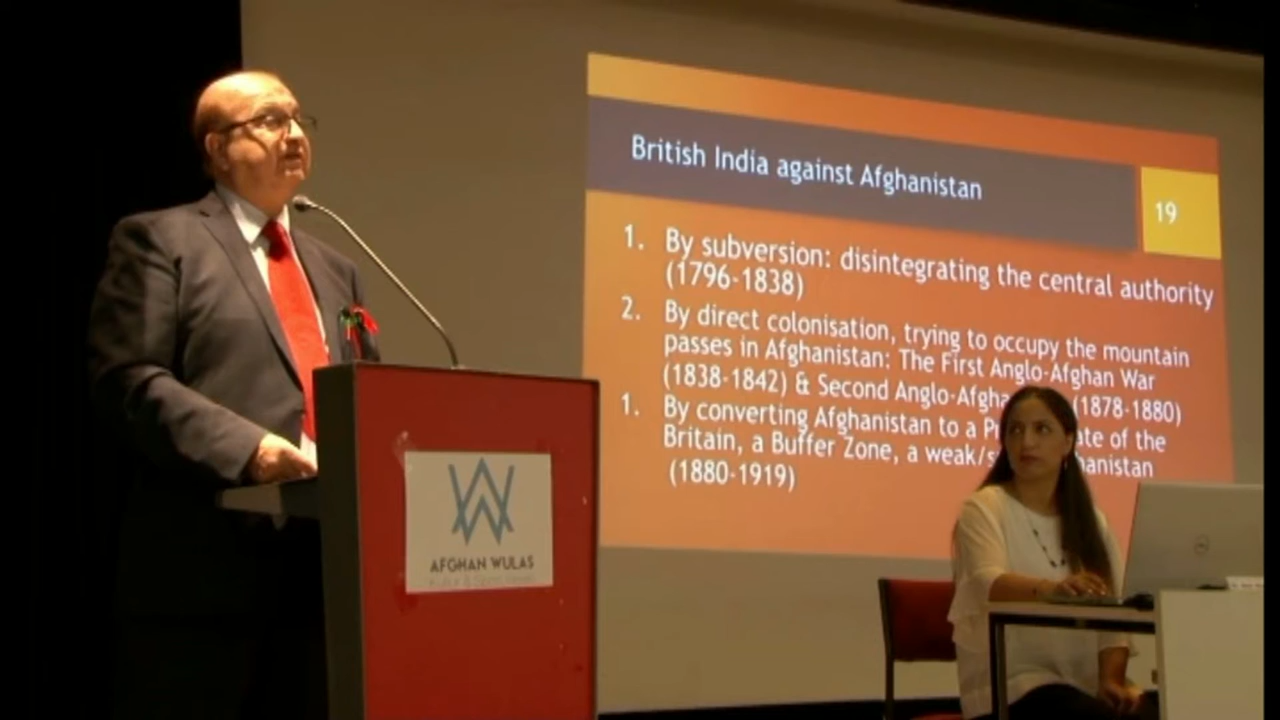 British India against Afghanistan
19
1. By subversion: disintegrating the central authority
(1796-1838)
2. By direct colonisation, trying to occupy the mountain
passes in Afghanistan: The First Anglo-Afghan War
(1838-1842) & Second Anglo-Afgha (1878-1880)
1. By converting Afghanistan to a P ate of the
Britain, a Buffer Zone, a weak/s hanistan
(1880-1919)
AFGHAN WULAS